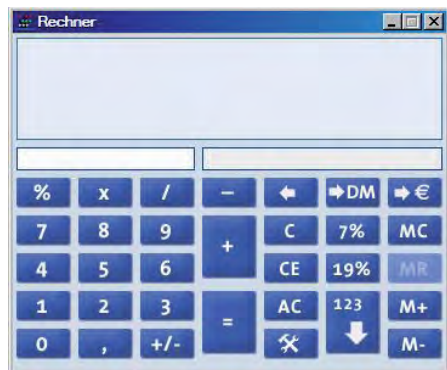 Rechner
% x / − ← ➡DM ➡€
7 8 9 + C 7% MC
4 5 6 CE 19% MR
1 2 3 = AC 123 M+
0 , +/- M-